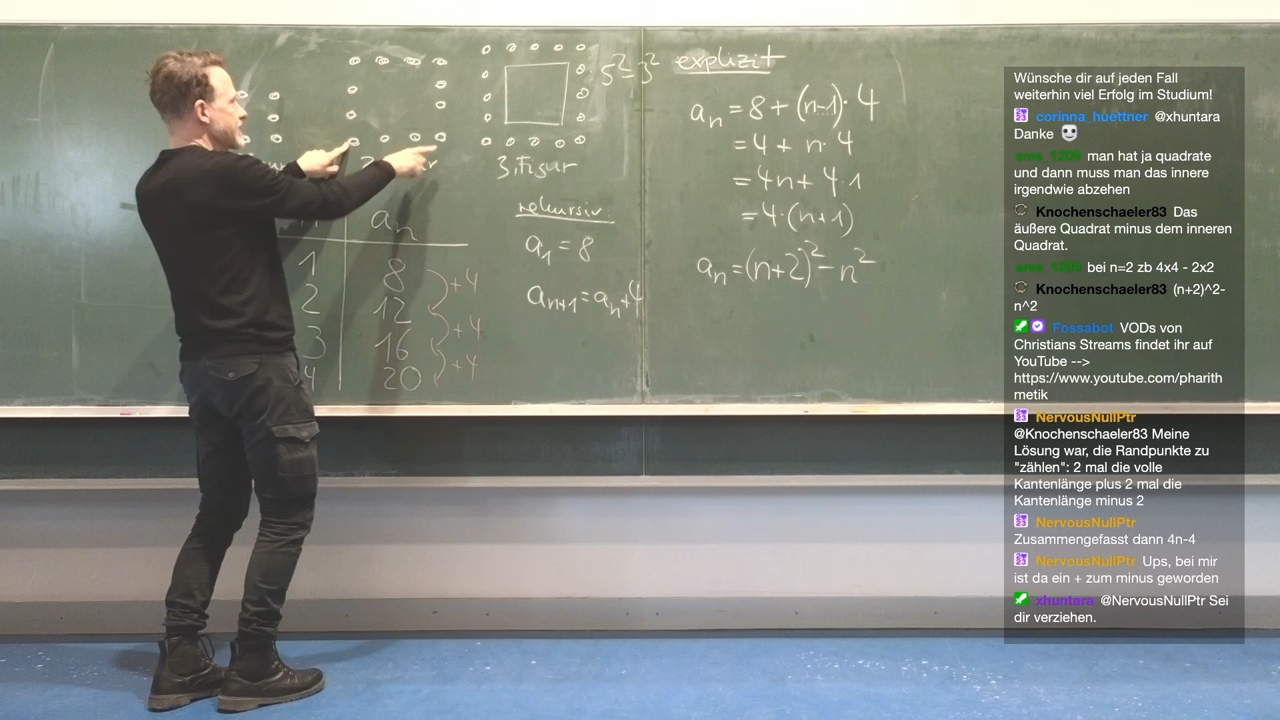 5²-3²
3. Figur
n aₙ
1 8
2 12
3 16
4 20
+4
+4
+4
rekursiv
a₁ = 8
aₙ₊₁ = aₙ+4
explizit
aₙ = 8 + (n-1)·4
= 4 + n·4
= 4n + 4·1
= 4·(n+1)
aₙ = (n+2)² - n²
Wünsche dir auf jeden Fall
weiterhin viel Erfolg im Studium!
corinna_huettner @xhuntara
Danke
man hat ja quadrate
und dann muss man das innere
irgendwie abzehen
Knochenschaeler83 Das
äußere Quadrat minus dem inneren
Quadrat.
bei n=2 zb 4x4 - 2x2
Knochenschaeler83 (n+2)^2-
n^2
Fossabot VODs von
Christians Streams findet ihr auf
YouTube -->
https://www.youtube.com/pharith
metik
NervousNullPtr
@Knochenschaeler83 Meine
Lösung war, die Randpunkte zu
"zählen": 2 mal die volle
Kantenlänge plus 2 mal die
Kantenlänge minus 2
NervousNullPtr
Zusammengefasst dann 4n-4
NervousNullPtr Ups, bei mir
ist da ein + zum minus geworden
xhuntara @NervousNullPtr Sei
dir verziehen.